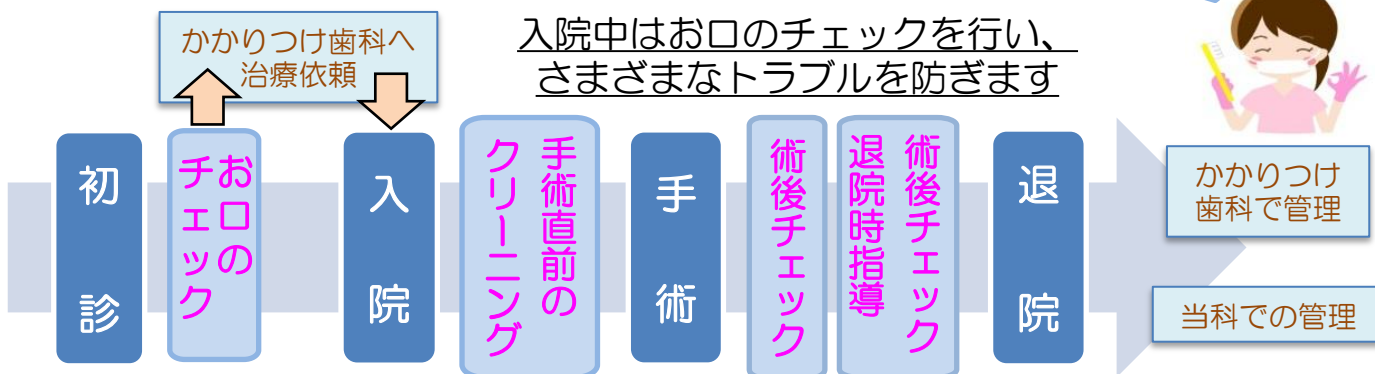 かかりつけ歯科へ
治療依頼
入院中はお口のチェックを行い、
さまざまなトラブルを防ぎます
初診
お口の
チェック
入院
手術直前の
クリーニング
手術
術後チェック
術後チェック
退院時指導
退院
かかりつけ
歯科で管理
当科での管理